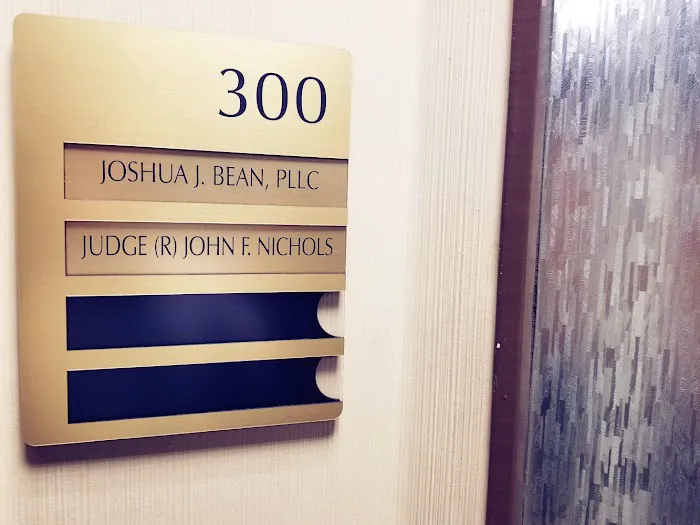 300
JOSHUA J. BEAN, PLLC
JUDGE (R) JOHN F. NICHOLS